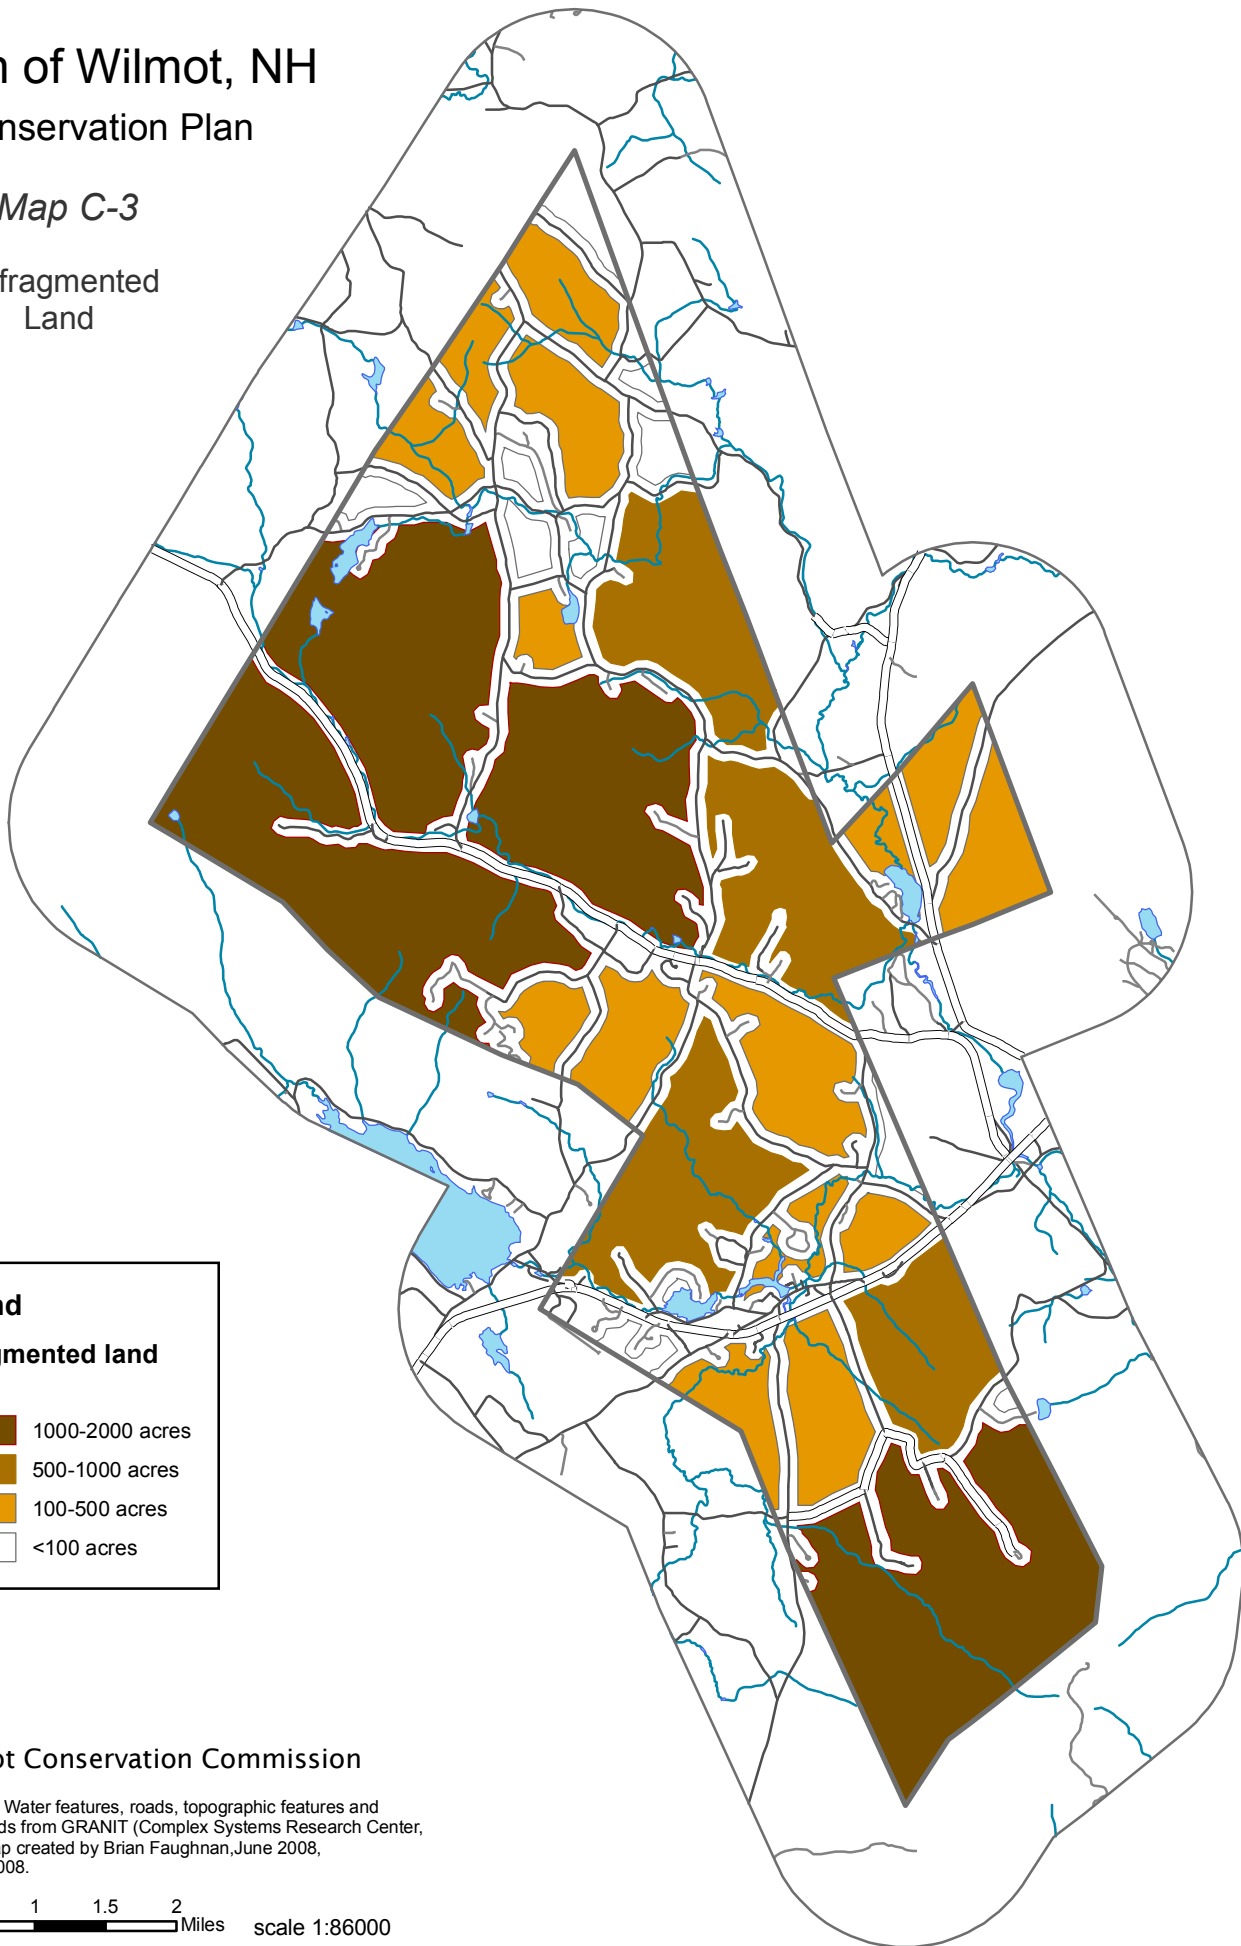 n of Wilmot, NH
nservation Plan
Map C-3
fragmented
Land
nd
gmented land
1000-2000 acres
500-1000 acres
100-500 acres
<100 acres
ot Conservation Commission
Water features, roads, topographic features and
ds from GRANIT (Complex Systems Research Center,
ap created by Brian Faughnan,June 2008,
008.
1 1.5 2
Miles scale 1:86000